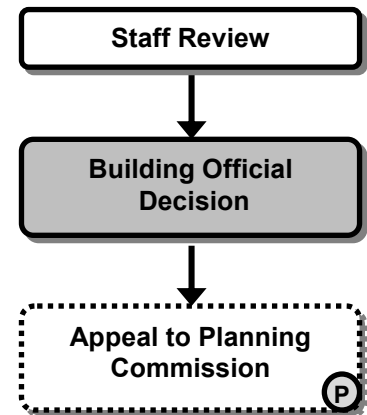 Staff Review
Building Official
Decision
Appeal to Planning
Commission
P